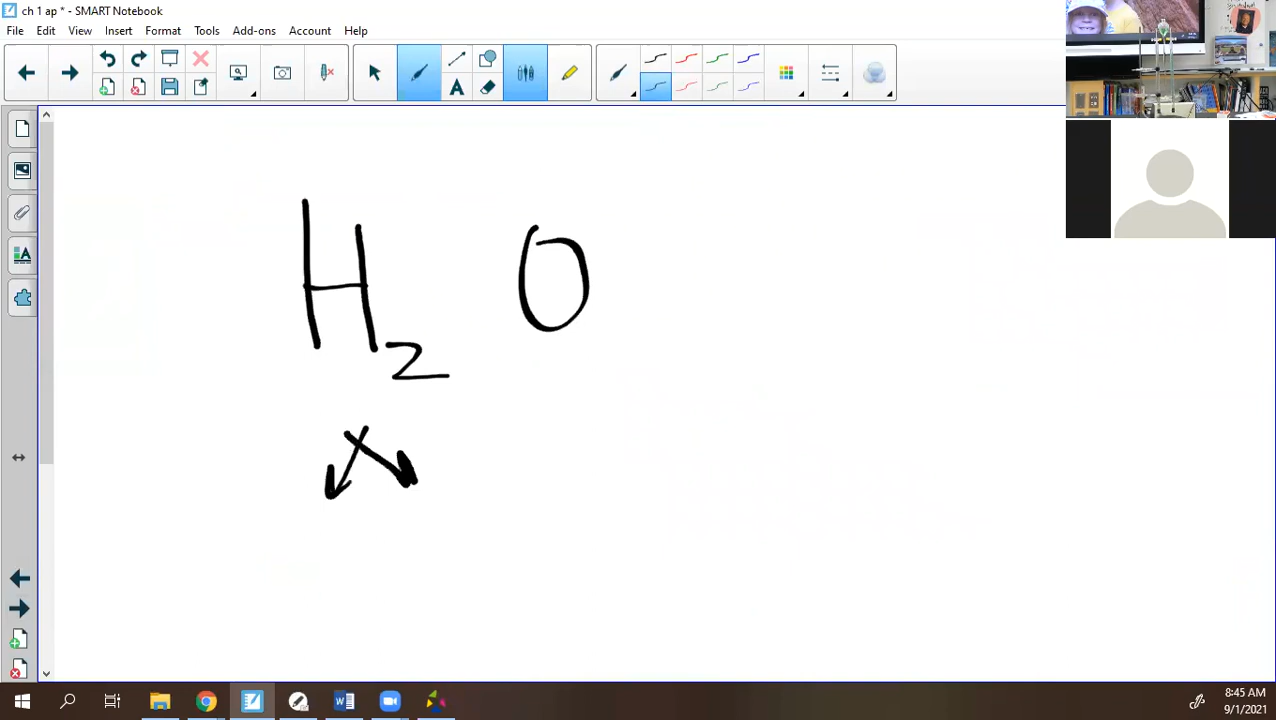 ch 1 ap * - SMART Notebook
File Edit View Insert Format Tools Add-ons Account Help
A
H2 O
A
8:45 AM
9/1/2021